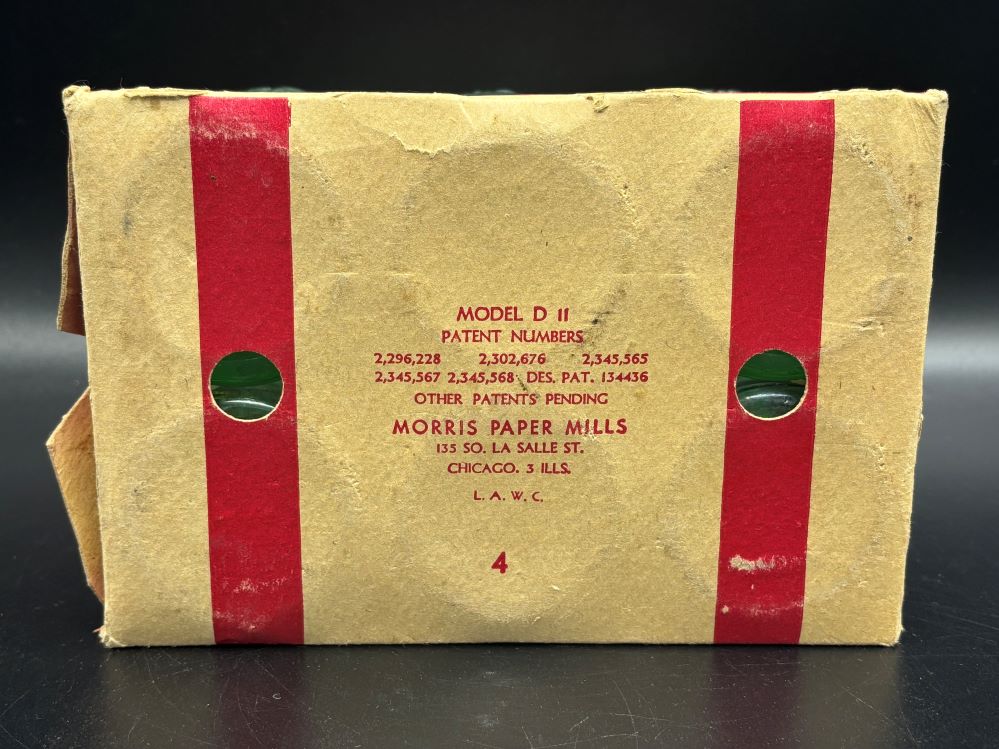 MODEL D 11
PATENT NUMBERS
2,296,228 2,302,676 2,345,565
2,345,567 2,345,568 DES. PAT. 134436
OTHER PATENTS PENDING
MORRIS PAPER MILLS
135 SO. LA SALLE ST.
CHICAGO. 3 ILLS.
L. A. W. C.
4